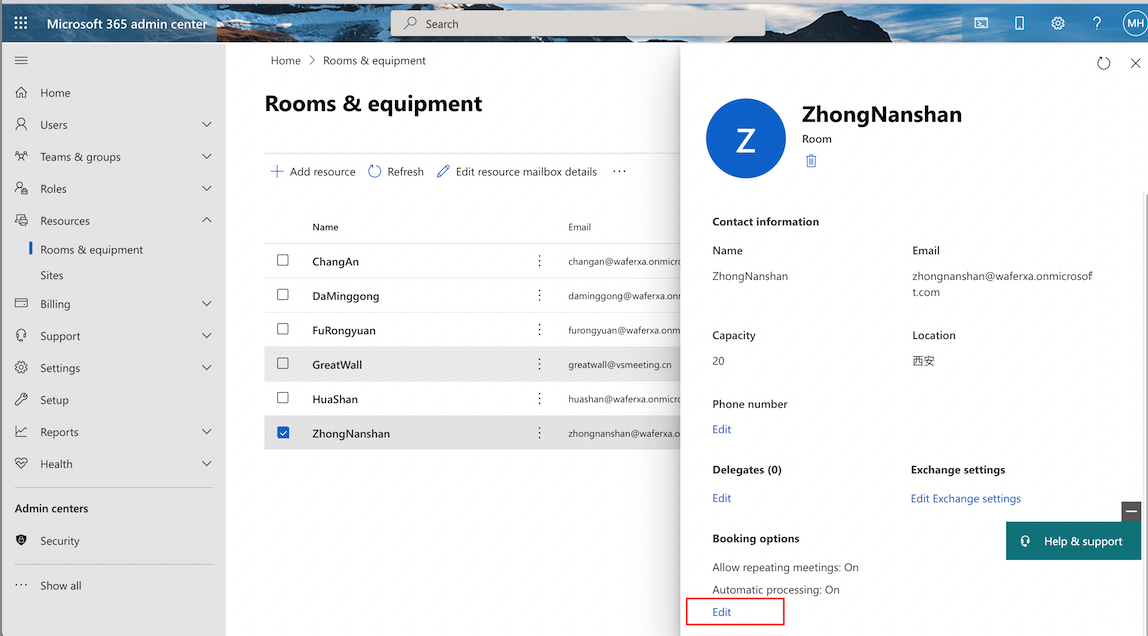 Microsoft 365 admin center
Search
MH
Home
Users
Teams & groups
Roles
Resources
Rooms & equipment
Sites
Billing
Support
Settings
Setup
Reports
Health
Admin centers
Security
Show all
Home > Rooms & equipment
Rooms & equipment
Add resource Refresh Edit resource mailbox details
Name Email
ChangAn changan@waferxa.onmicro
DaMinggong daminggong@waferxa.onn
FuRongyuan furongyuan@waferxa.onm
GreatWall greatwall@vsmeeting.cn
HuaShan huashan@waferxa.onmicro
ZhongNanshan zhongnanshan@waferxa.o
Z
ZhongNanshan
Room
Contact information
Name Email
ZhongNanshan zhongnanshan@waferxa.onmicrosof
t.com
Capacity Location
20 西安
Phone number
Edit
Delegates (0) Exchange settings
Edit Edit Exchange settings
Booking options
Allow repeating meetings: On
Automatic processing: On
Edit
Help & support